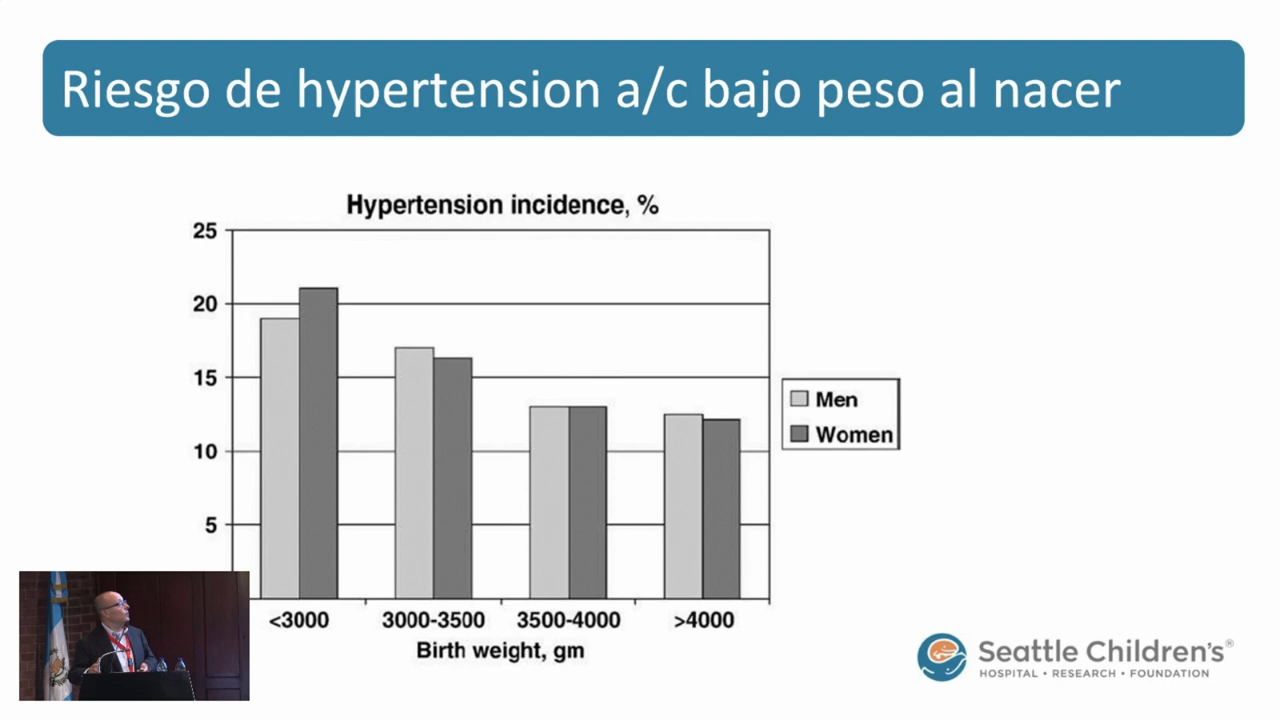 Riesgo de hypertension a/c bajo peso al nacer
Hypertension incidence, %
25
20
15
10
5
<3000 3000-3500 3500-4000 >4000
Birth weight, gm
Men
Women
Seattle Children's®
HOSPITAL • RESEARCH • FOUNDATION